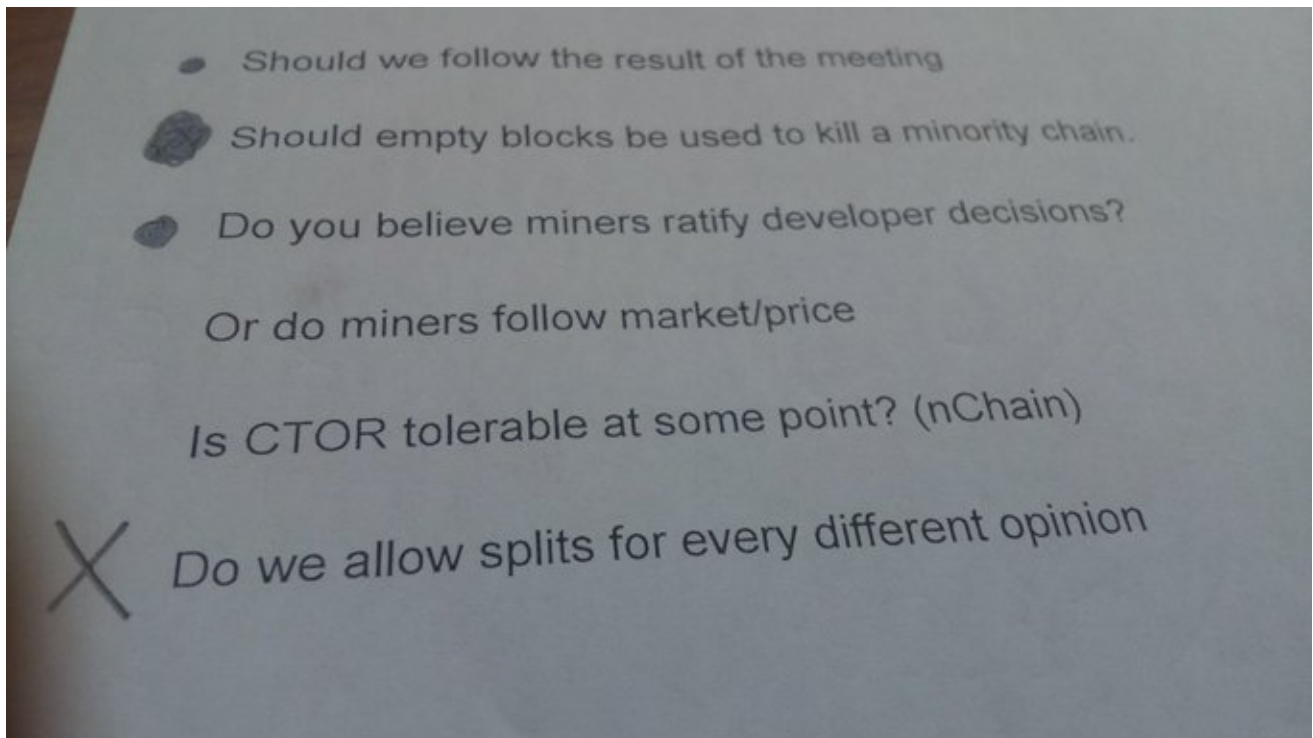 Should we follow the result of the meeting
Should empty blocks be used to kill a minority chain.
Do you believe miners ratify developer decisions?
Or do miners follow market/price
Is CTOR tolerable at some point? (nChain)
X Do we allow splits for every different opinion